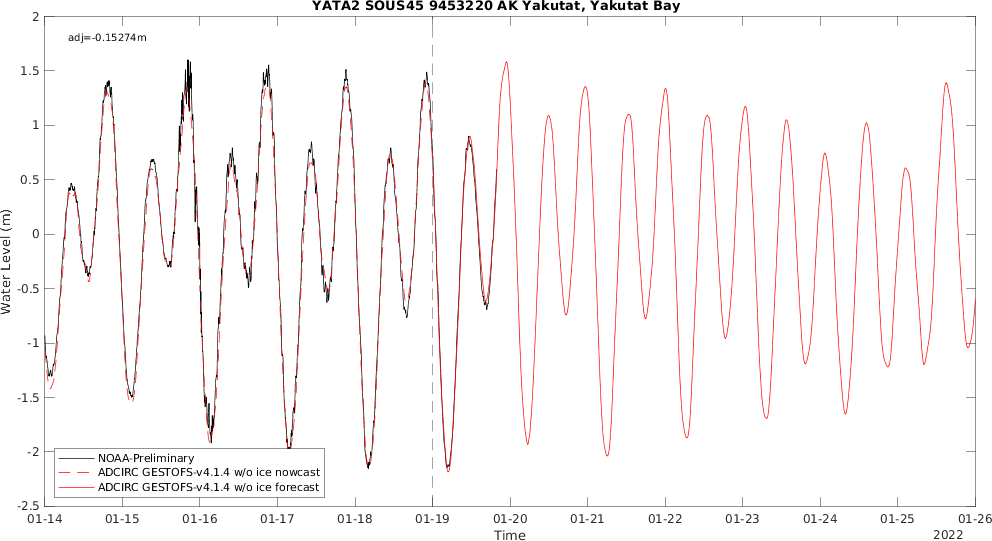 YATA2 SOUS45 9453220 AK Yakutat, Yakutat Bay
adj=-0.15274m
2
1.5
1
0.5
0
-0.5
-1
-1.5
-2
-2.5
Water Level (m)
NOAA-Preliminary
ADCIRC GESTOFS-v4.1.4 w/o ice nowcast
ADCIRC GESTOFS-v4.1.4 w/o ice forecast
01-14 01-15 01-16 01-17 01-18 01-19 01-20 01-21 01-22 01-23 01-24 01-25 01-26
Time
2022